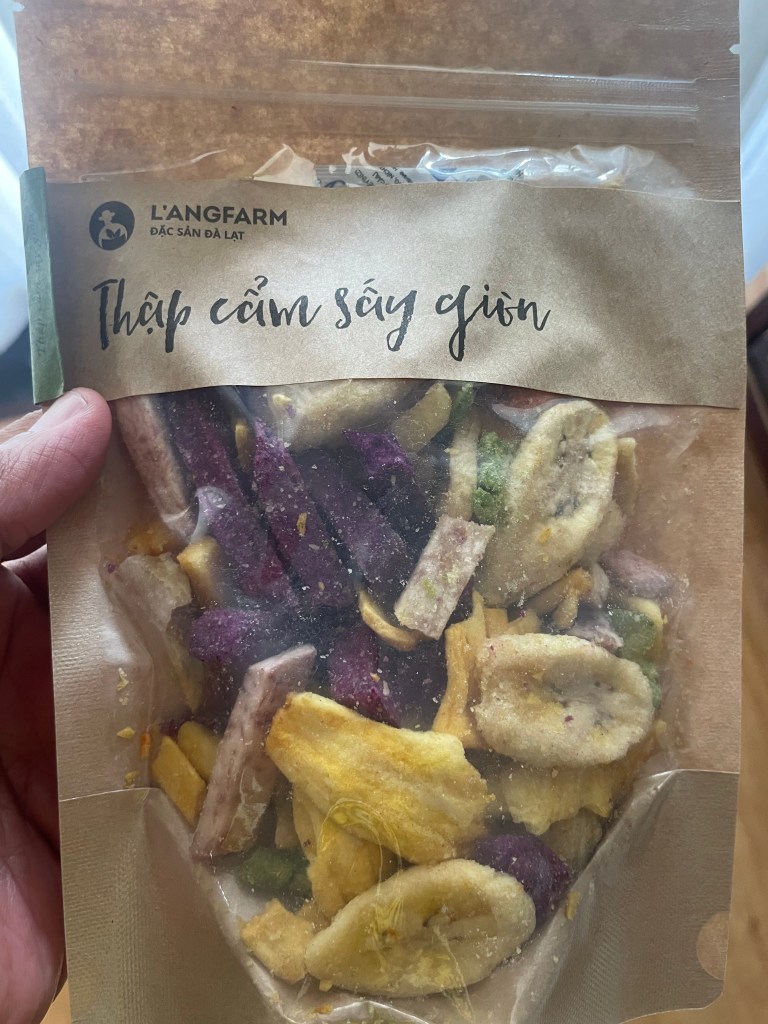 L'ANGFARM
ĐẶC SẢN ĐÀ LẠT
Thập cẩm sấy giòn